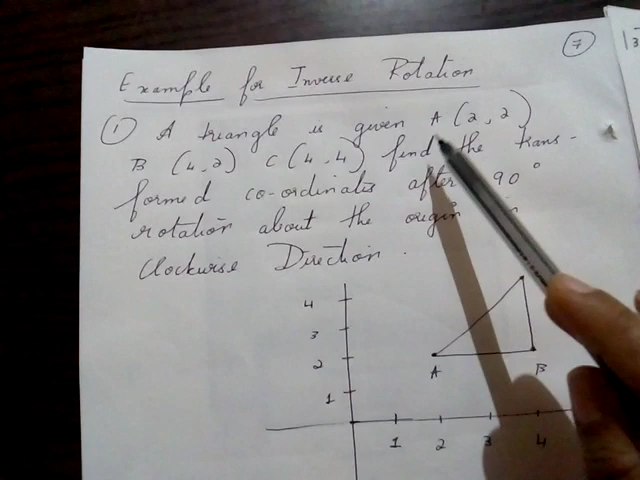 7
Example for Inverse Rotation
1 A triangle is given A (2, 2)
B (4, 2) C (4, 4) find the trans-
formed co-ordinates after 90°
rotation about the origin in
Clockwise Direction.
4
3
2
1
A B
1 2 3 4